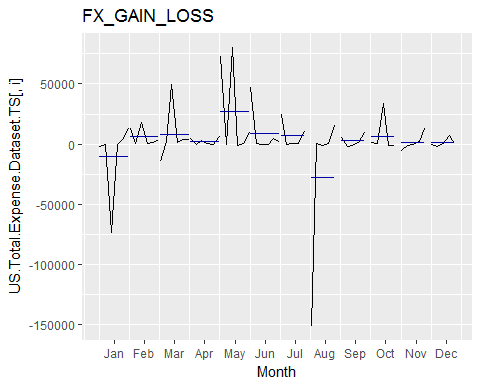 FX_GAIN_LOSS
US.Total.Expense.Dataset.TS[, i]
50000
0
-50000
-100000
-150000
Jan Feb Mar Apr May Jun Jul Aug Sep Oct Nov Dec
Month